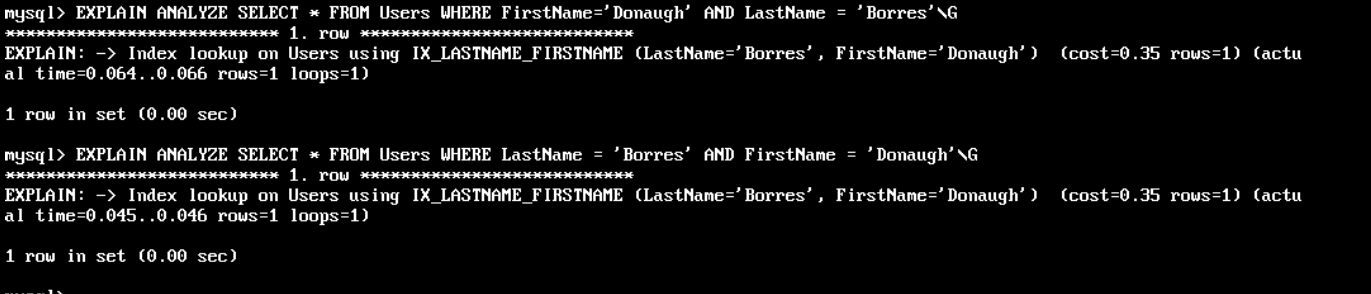 mysql> EXPLAIN ANALYZE SELECT * FROM Users WHERE FirstName='Donaugh' AND LastName = 'Borres'\G
*************************** 1. row ***************************
EXPLAIN: -> Index lookup on Users using IX_LASTNAME_FIRSTNAME (LastName='Borres', FirstName='Donaugh')  (cost=0.35 rows=1) (actu
al time=0.064..0.066 rows=1 loops=1)
1 row in set (0.00 sec)
mysql> EXPLAIN ANALYZE SELECT * FROM Users WHERE LastName = 'Borres' AND FirstName = 'Donaugh'\G
*************************** 1. row ***************************
EXPLAIN: -> Index lookup on Users using IX_LASTNAME_FIRSTNAME (LastName='Borres', FirstName='Donaugh')  (cost=0.35 rows=1) (actu
al time=0.045..0.046 rows=1 loops=1)
1 row in set (0.00 sec)